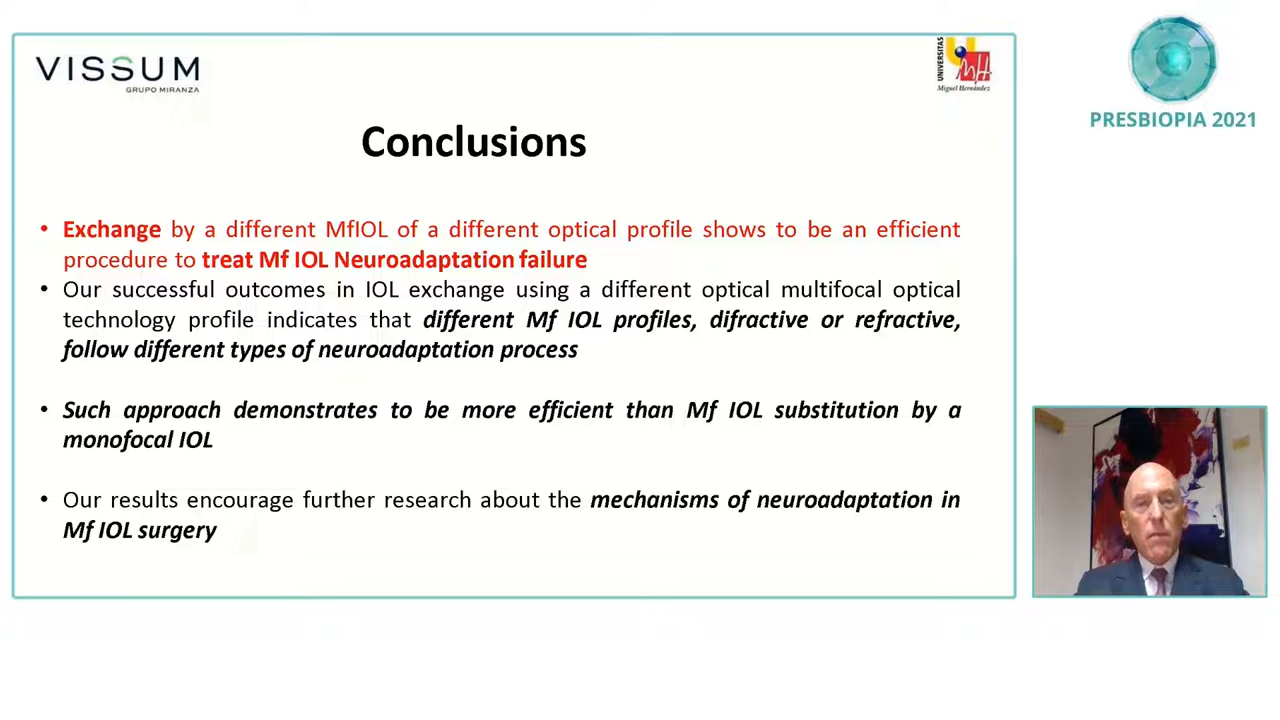 VISSUM
GRUPO MIRANZA
UNIVERSITAS
Miguel Hernández
PRESBIOPIA 2021
Conclusions
• Exchange by a different MfIOL of a different optical profile shows to be an efficient
procedure to treat Mf IOL Neuroadaptation failure
• Our successful outcomes in IOL exchange using a different optical multifocal optical
technology profile indicates that different Mf IOL profiles, difractive or refractive,
follow different types of neuroadaptation process
• Such approach demonstrates to be more efficient than Mf IOL substitution by a
monofocal IOL
• Our results encourage further research about the mechanisms of neuroadaptation in
Mf IOL surgery